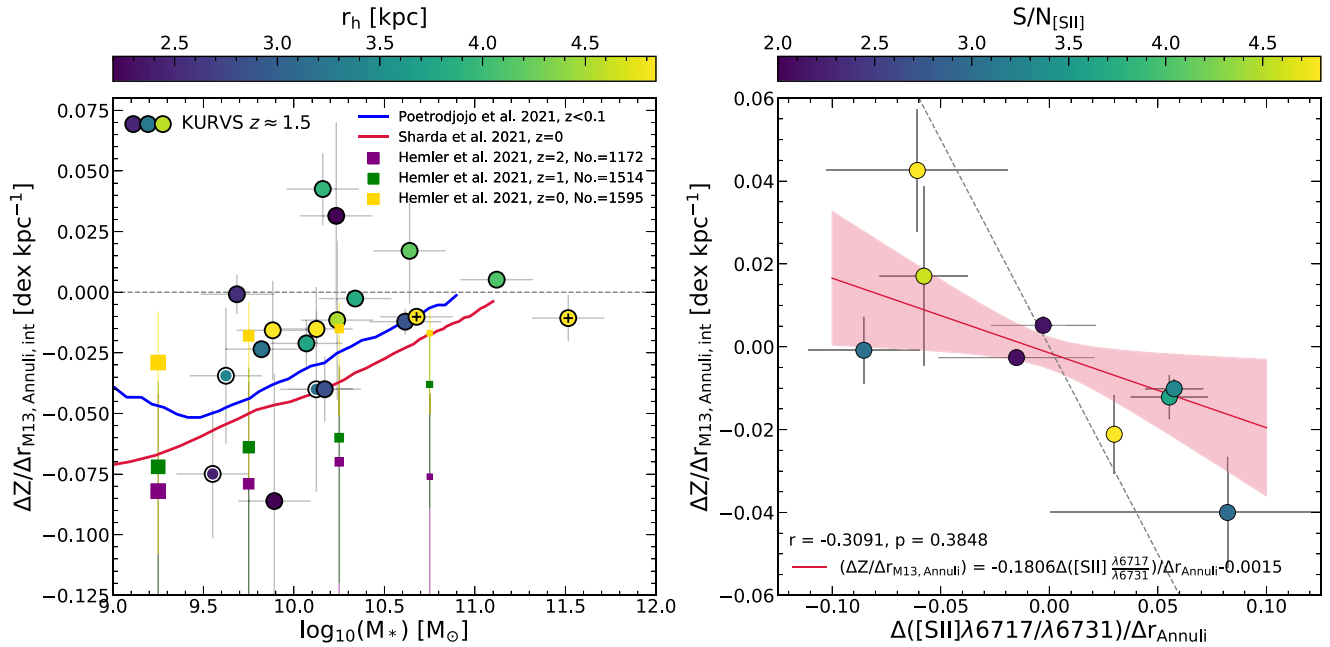 r_h [kpc]
2.5 3.0 3.5 4.0 4.5
KURVS z ≈ 1.5
Poetrodjojo et al. 2021, z<0.1
Sharda et al. 2021, z=0
Hemler et al. 2021, z=2, No.=1172
Hemler et al. 2021, z=1, No.=1514
Hemler et al. 2021, z=0, No.=1595
ΔZ/Δr_M13, Annuli, int [dex kpc⁻¹]
0.075
0.050
0.025
0.000
−0.025
−0.050
−0.075
−0.100
−0.125
9.0 9.5 10.0 10.5 11.0 11.5 12.0
log₁₀(M_*) [M_⊙]
S/N_[SII]
2.0 2.5 3.0 3.5 4.0 4.5
ΔZ/Δr_M13, Annuli, int [dex kpc⁻¹]
0.06
0.04
0.02
0.00
−0.02
−0.04
−0.06
r = -0.3091, p = 0.3848
(ΔZ/Δr_M13, Annuli) = -0.1806Δ([SII] λ6717/λ6731)/Δr_Annuli-0.0015
−0.10 −0.05 0.00 0.05 0.10
Δ([SII]λ6717/λ6731)/Δr_Annuli